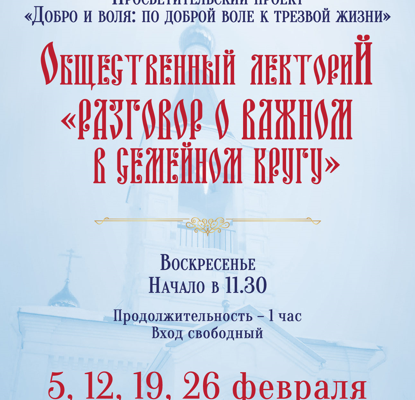 Просветительский проект
«Добро и воля: по доброй воле к трезвой жизни»
Общественный лекторий
«РАЗГОВОР О ВАЖНОМ
В СЕМЕЙНОМ КРУГУ»
Воскресенье
Начало в 11.30
Продолжительность – 1 час
Вход свободный
5, 12, 19, 26 февраля